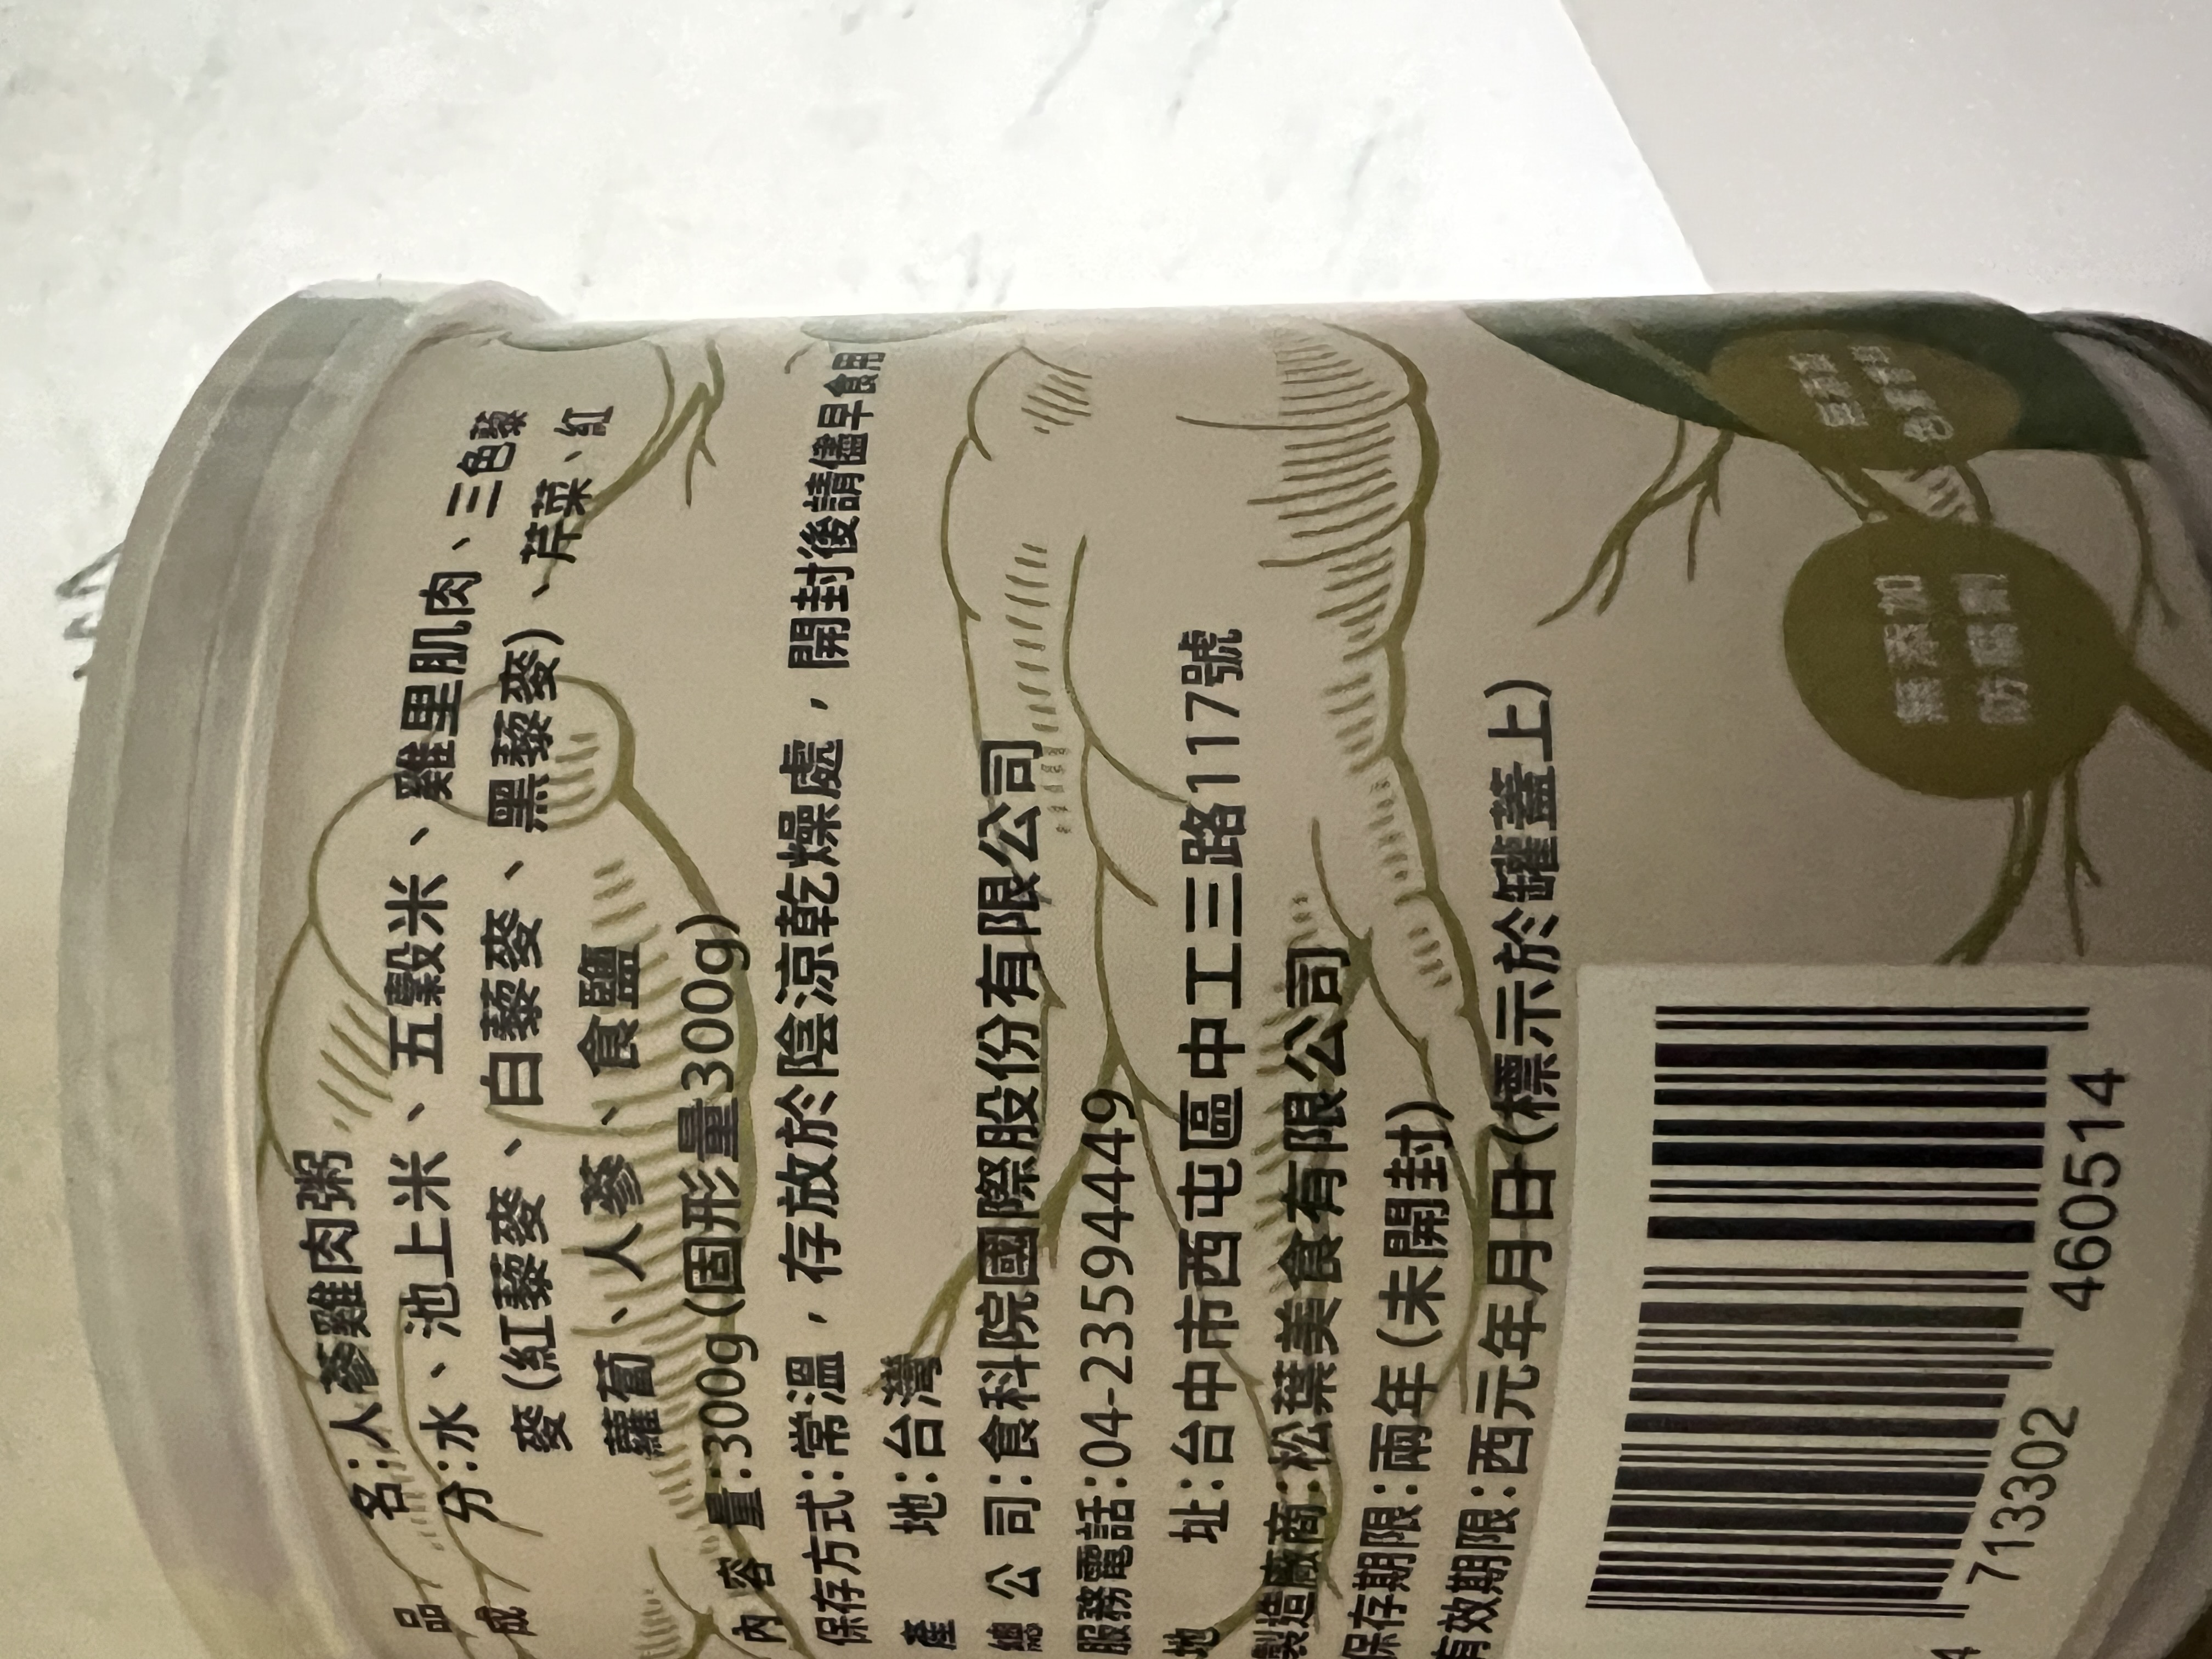 品名:人蔘雞肉粥
成分:水、池上米、五穀米、雞里肌肉、三色藜
麥(紅藜麥、白藜麥、黑藜麥)、芹菜、紅
蘿蔔、人蔘、食鹽
內容量:300g(固形量300g)
保存方式:常溫，存放於陰涼乾燥處，開封後請儘早食用
產地:台灣
總公司:食科院國際股份有限公司
服務電話:04-23594449
地址:台中市西屯區中工三路117號
製造廠商:松葉美食有限公司
保存期限:兩年(未開封)
有效期限:西元年月日(標示於罐蓋上)
4 713302 460514
無添加
防腐劑